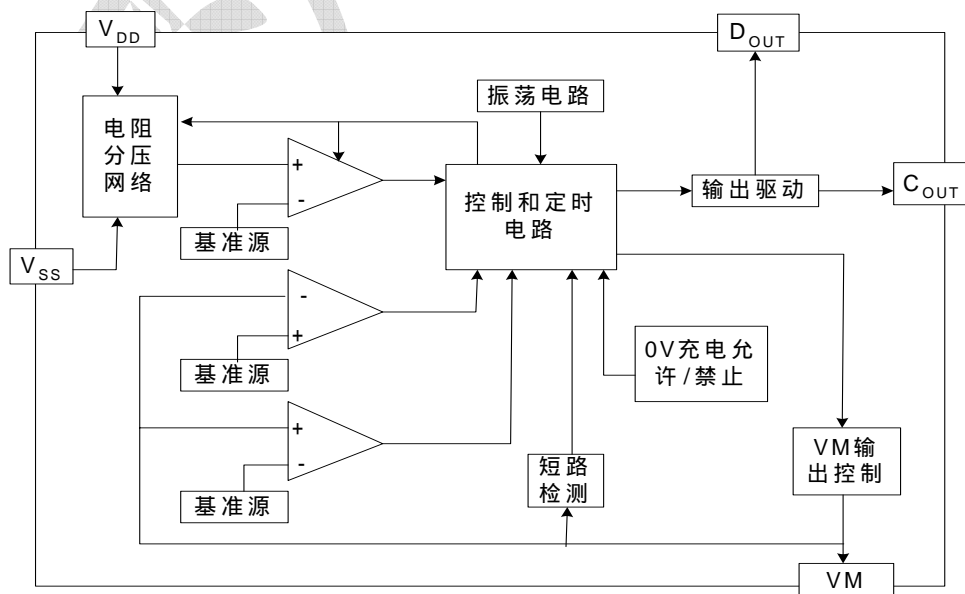 VDD
DOUT
振荡电路
电阻
分压
网络
+
-
控制和定时
电路
输出驱动
COUT
基准源
VSS
-
+
基准源
0V充电允
许/禁止
+
-
基准源
短路
检测
VM输
出控制
VM